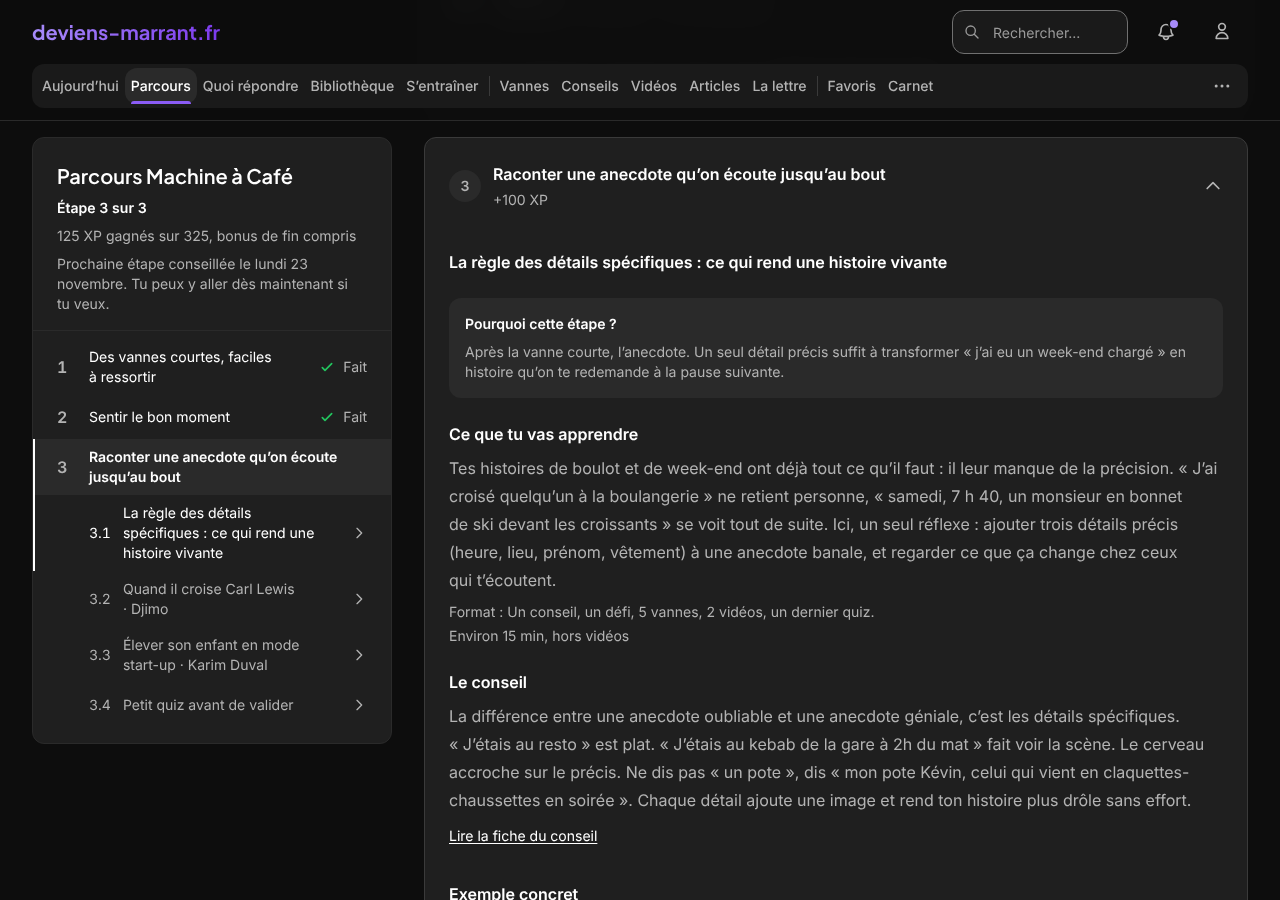 deviens-marrant.fr
Rechercher...
Aujourd’hui
Parcours
Quoi répondre
Bibliothèque
S’entraîner
Vannes
Conseils
Vidéos
Articles
La lettre
Favoris
Carnet
Parcours Machine à Café
Étape 3 sur 3
125 XP gagnés sur 325, bonus de fin compris
Prochaine étape conseillée le lundi 23
novembre. Tu peux y aller dès maintenant si
tu veux.
1
Des vannes courtes, faciles
à ressortir
Fait
2
Sentir le bon moment
Fait
3
Raconter une anecdote qu’on écoute
jusqu’au bout
3.1
La règle des détails
spécifiques : ce qui rend une
histoire vivante
3.2
Quand il croise Carl Lewis
· Djimo
3.3
Élever son enfant en mode
start-up · Karim Duval
3.4
Petit quiz avant de valider
3
Raconter une anecdote qu’on écoute jusqu’au bout
+100 XP
La règle des détails spécifiques : ce qui rend une histoire vivante
Pourquoi cette étape ?
Après la vanne courte, l’anecdote. Un seul détail précis suffit à transformer « j’ai eu un week-end chargé » en
histoire qu’on te redemande à la pause suivante.
Ce que tu vas apprendre
Tes histoires de boulot et de week-end ont déjà tout ce qu’il faut : il leur manque de la précision. « J’ai
croisé quelqu’un à la boulangerie » ne retient personne, « samedi, 7 h 40, un monsieur en bonnet
de ski devant les croissants » se voit tout de suite. Ici, un seul réflexe : ajouter trois détails précis
(heure, lieu, prénom, vêtement) à une anecdote banale, et regarder ce que ça change chez ceux
qui t’écoutent.
Format : Un conseil, un défi, 5 vannes, 2 vidéos, un dernier quiz.
Environ 15 min, hors vidéos
Le conseil
La différence entre une anecdote oubliable et une anecdote géniale, c’est les détails spécifiques.
« J’étais au resto » est plat. « J’étais au kebab de la gare à 2h du mat » fait voir la scène. Le cerveau
accroche sur le précis. Ne dis pas « un pote », dis « mon pote Kévin, celui qui vient en claquettes-
chaussettes en soirée ». Chaque détail ajoute une image et rend ton histoire plus drôle sans effort.
Lire la fiche du conseil
Exemple concret